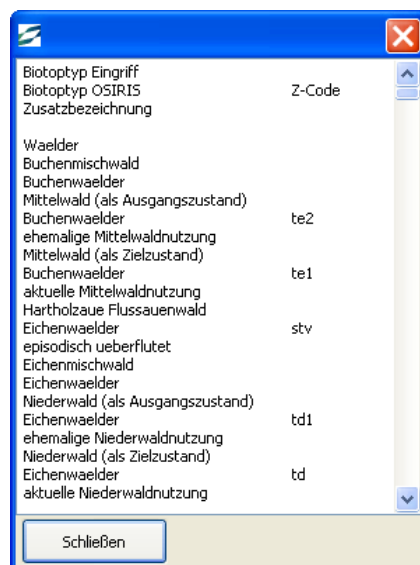 Biotoptyp Eingriff
Biotoptyp OSIRIS Z-Code
Zusatzbezeichnung
Waelder
Buchenmischwald
Buchenwaelder
Mittelwald (als Ausgangszustand)
Buchenwaelder te2
ehemalige Mittelwaldnutzung
Mittelwald (als Zielzustand)
Buchenwaelder te1
aktuelle Mittelwaldnutzung
Hartholzaue Flussauenwald
Eichenwaelder stv
episodisch ueberflutet
Eichenmischwald
Eichenwaelder
Niederwald (als Ausgangszustand)
Eichenwaelder td1
ehemalige Niederwaldnutzung
Niederwald (als Zielzustand)
Eichenwaelder td
aktuelle Niederwaldnutzung
Schließen